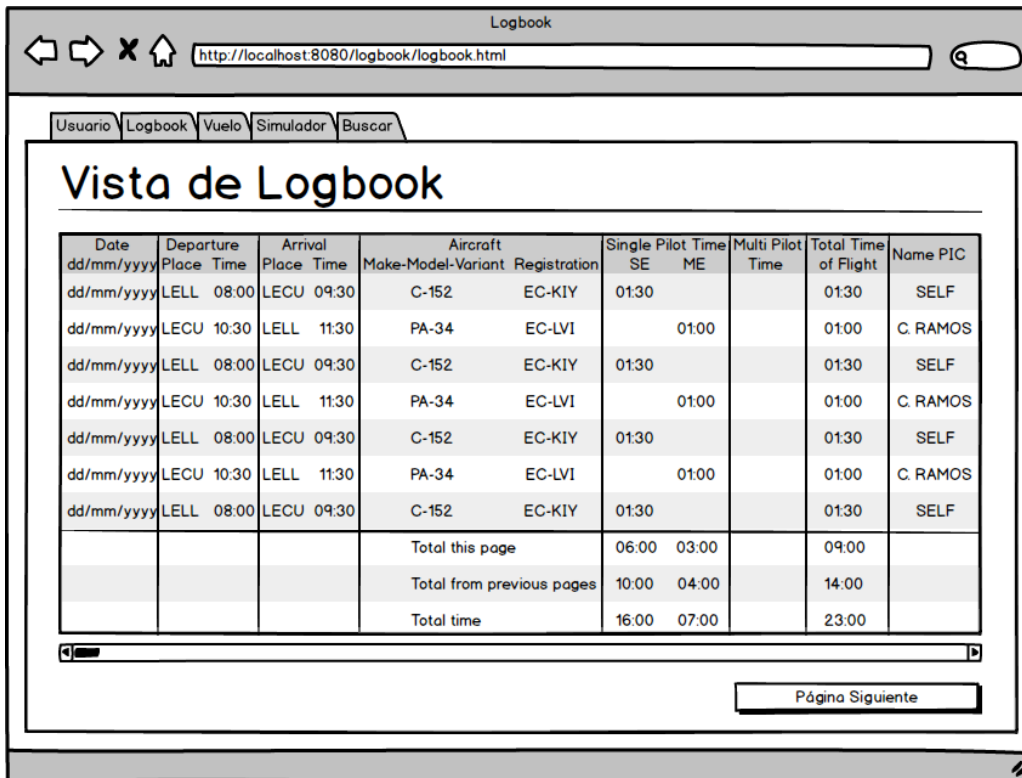 Logbook
http://localhost:8080/logbook/logbook.html
Usuario Logbook Vuelo Simulador Buscar
Vista de Logbook
Date Departure Arrival Aircraft Single Pilot Time Multi Pilot Total Time Name PIC
dd/mm/yyyy Place Time Place Time Make-Model-Variant Registration SE ME Time of Flight
dd/mm/yyyy LELL 08:00 LECU 09:30 C-152 EC-KIY 01:30 01:30 SELF
dd/mm/yyyy LECU 10:30 LELL 11:30 PA-34 EC-LVI 01:00 01:00 C. RAMOS
dd/mm/yyyy LELL 08:00 LECU 09:30 C-152 EC-KIY 01:30 01:30 SELF
dd/mm/yyyy LECU 10:30 LELL 11:30 PA-34 EC-LVI 01:00 01:00 C. RAMOS
dd/mm/yyyy LELL 08:00 LECU 09:30 C-152 EC-KIY 01:30 01:30 SELF
dd/mm/yyyy LECU 10:30 LELL 11:30 PA-34 EC-LVI 01:00 01:00 C. RAMOS
dd/mm/yyyy LELL 08:00 LECU 09:30 C-152 EC-KIY 01:30 01:30 SELF
Total this page 06:00 03:00 09:00
Total from previous pages 10:00 04:00 14:00
Total time 16:00 07:00 23:00
Página Siguiente